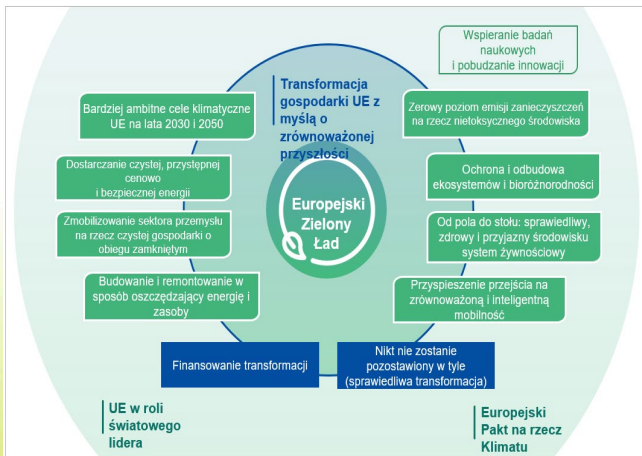 Wspieranie badań
naukowych
i pobudzanie innowacji
Transformacja
gospodarki UE z
myślą o
zrównoważonej
przyszłości
Bardziej ambitne cele klimatyczne
UE na lata 2030 i 2050
Dostarczanie czystej, przystępnej
cenowo
i bezpiecznej energii
Zmobilizowanie sektora przemysłu
na rzecz czystej gospodarki o
obiegu zamkniętym
Budowanie i remontowanie w
sposób oszczędzający energię i
zasoby
Europejski
Zielony
Ład
Zerowy poziom emisji zanieczyszczeń
na rzecz nietoksycznego środowiska
Ochrona i odbudowa
ekosystemów i bioróżnorodności
Od pola do stołu: sprawiedliwy,
zdrowy i przyjazny środowisku
system żywnościowy
Przyspieszenie przejścia na
zrównoważoną i inteligentną
mobilność
Finansowanie transformacji
Nikt nie zostanie
pozostawiony w tyle
(sprawiedliwa transformacja)
UE w roli
światowego
lidera
Europejski
Pakt na rzecz
Klimatu